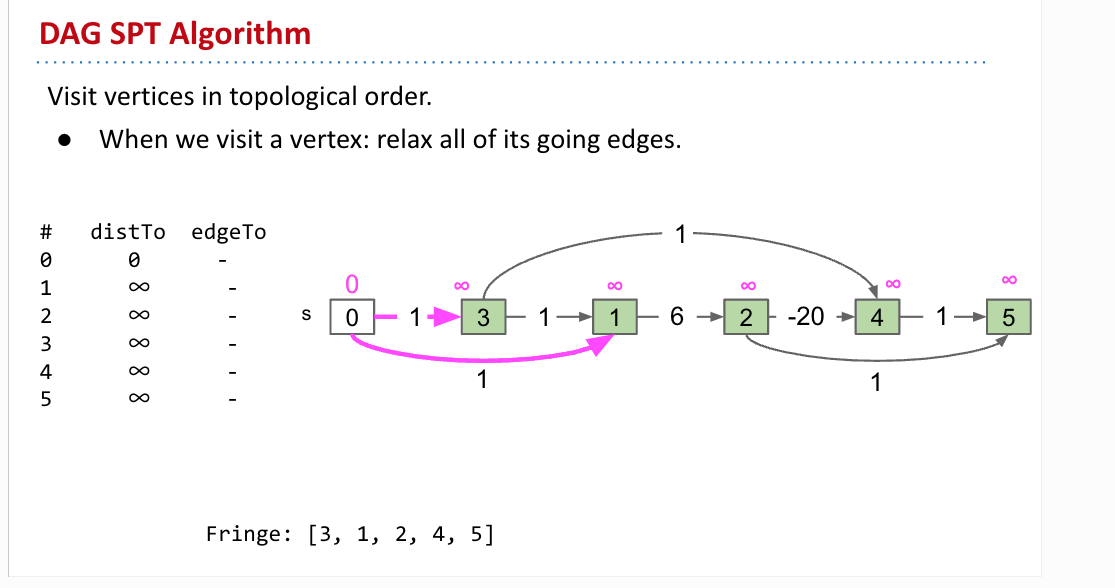 DAG SPT Algorithm
Visit vertices in topological order.
● When we visit a vertex: relax all of its going edges.
# distTo edgeTo
0 0 -
1 ∞ -
2 ∞ -
3 ∞ -
4 ∞ -
5 ∞ -
1
0 ∞ ∞ ∞ ∞ ∞
s 0 1 3 1 1 6 2 -20 4 1 5
1 1
Fringe: [3, 1, 2, 4, 5]